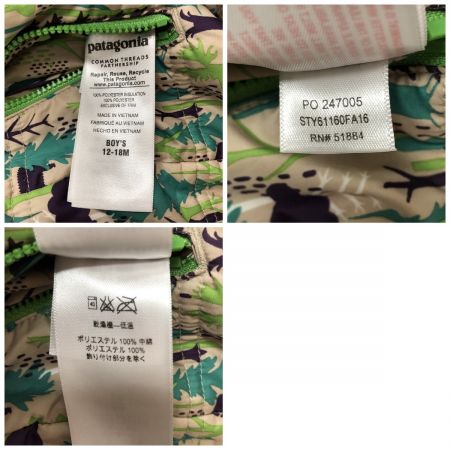 patagonia
COMMON THREADS
PARTNERSHIP
Repair, Reuse, Recycle
This Product
www.patagonia.com
100% POLYESTER INSULATION
100% POLYESTER
EXCLUSIVE OF TRIM
MADE IN VIETNAM
FABRIQUÉ AU VIETNAM
HECHO EN VIETNAM
BOY'S
12-18M
PO 247005
STY61160FA16
RN# 51884
40
乾燥機―低温
ポリエステル 100% 中綿
ポリエステル 100%
飾り付け部分を除く